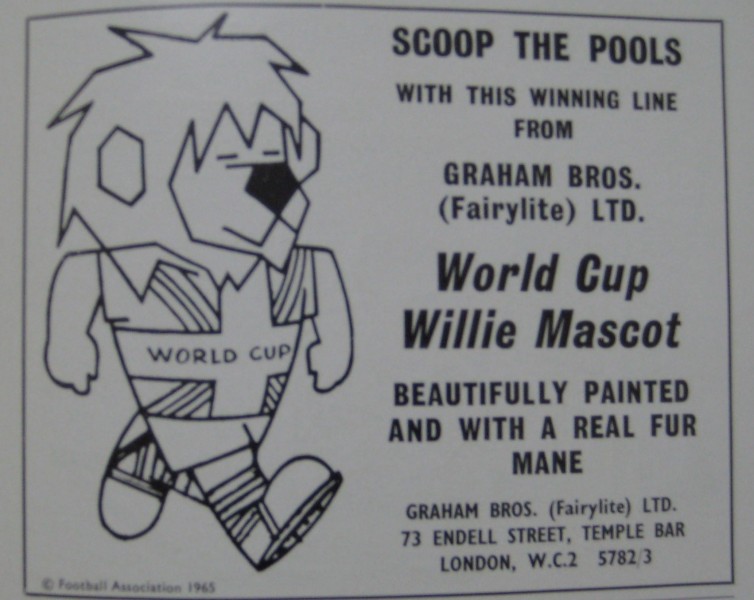 SCOOP THE POOLS
WITH THIS WINNING LINE
FROM
GRAHAM BROS.
(Fairylite) LTD.
World Cup
Willie Mascot
BEAUTIFULLY PAINTED
AND WITH A REAL FUR
MANE
GRAHAM BROS. (Fairylite) LTD.
73 ENDELL STREET, TEMPLE BAR
LONDON, W.C.2 5782/3
WORLD CUP
© Football Association 1965